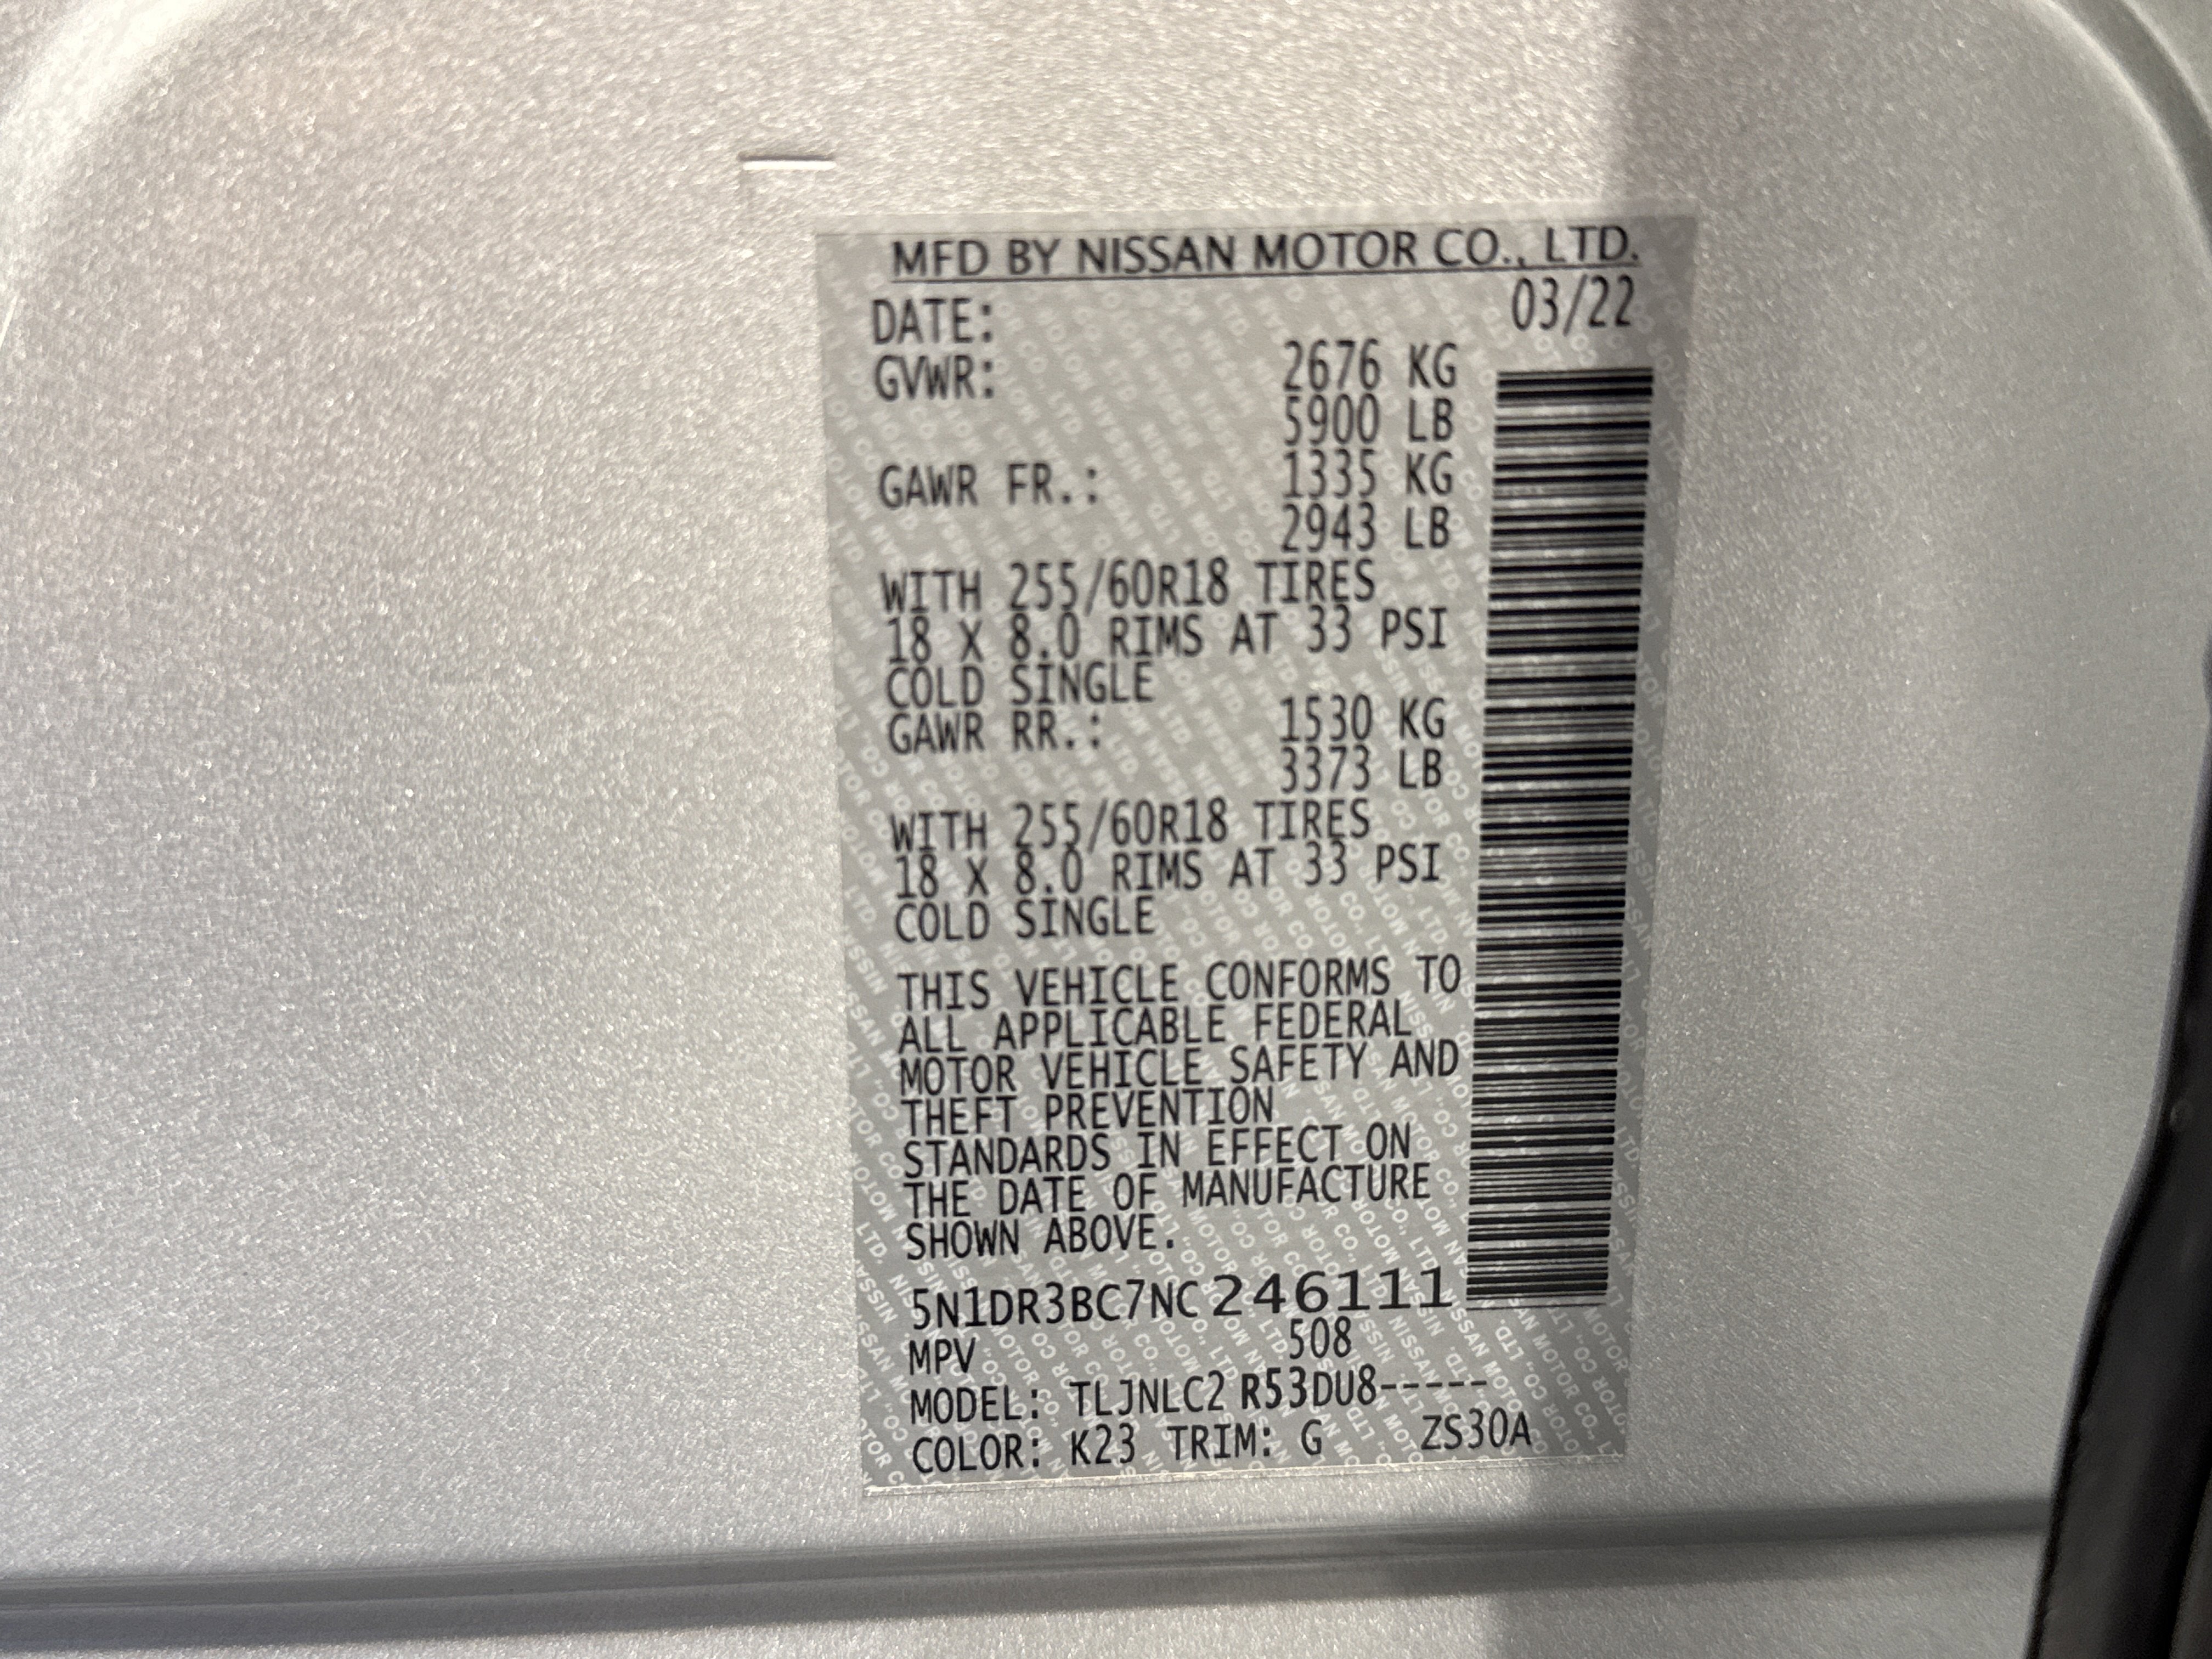 MFD BY NISSAN MOTOR CO., LTD.
DATE: 03/22
GVWR: 2676 KG
5900 LB
GAWR FR.: 1335 KG
2943 LB
WITH 255/60R18 TIRES
18 X 8.0 RIMS AT 33 PSI
COLD SINGLE
GAWR RR.: 1530 KG
3373 LB
WITH 255/60R18 TIRES
18 X 8.0 RIMS AT 33 PSI
COLD SINGLE
THIS VEHICLE CONFORMS TO
ALL APPLICABLE FEDERAL
MOTOR VEHICLE SAFETY AND
THEFT PREVENTION
STANDARDS IN EFFECT ON
THE DATE OF MANUFACTURE
SHOWN ABOVE.
5N1DR3BC7NC246111
MPV 508
MODEL: TLJNLC2 R53DU8-----
COLOR: K23 TRIM: G ZS30A